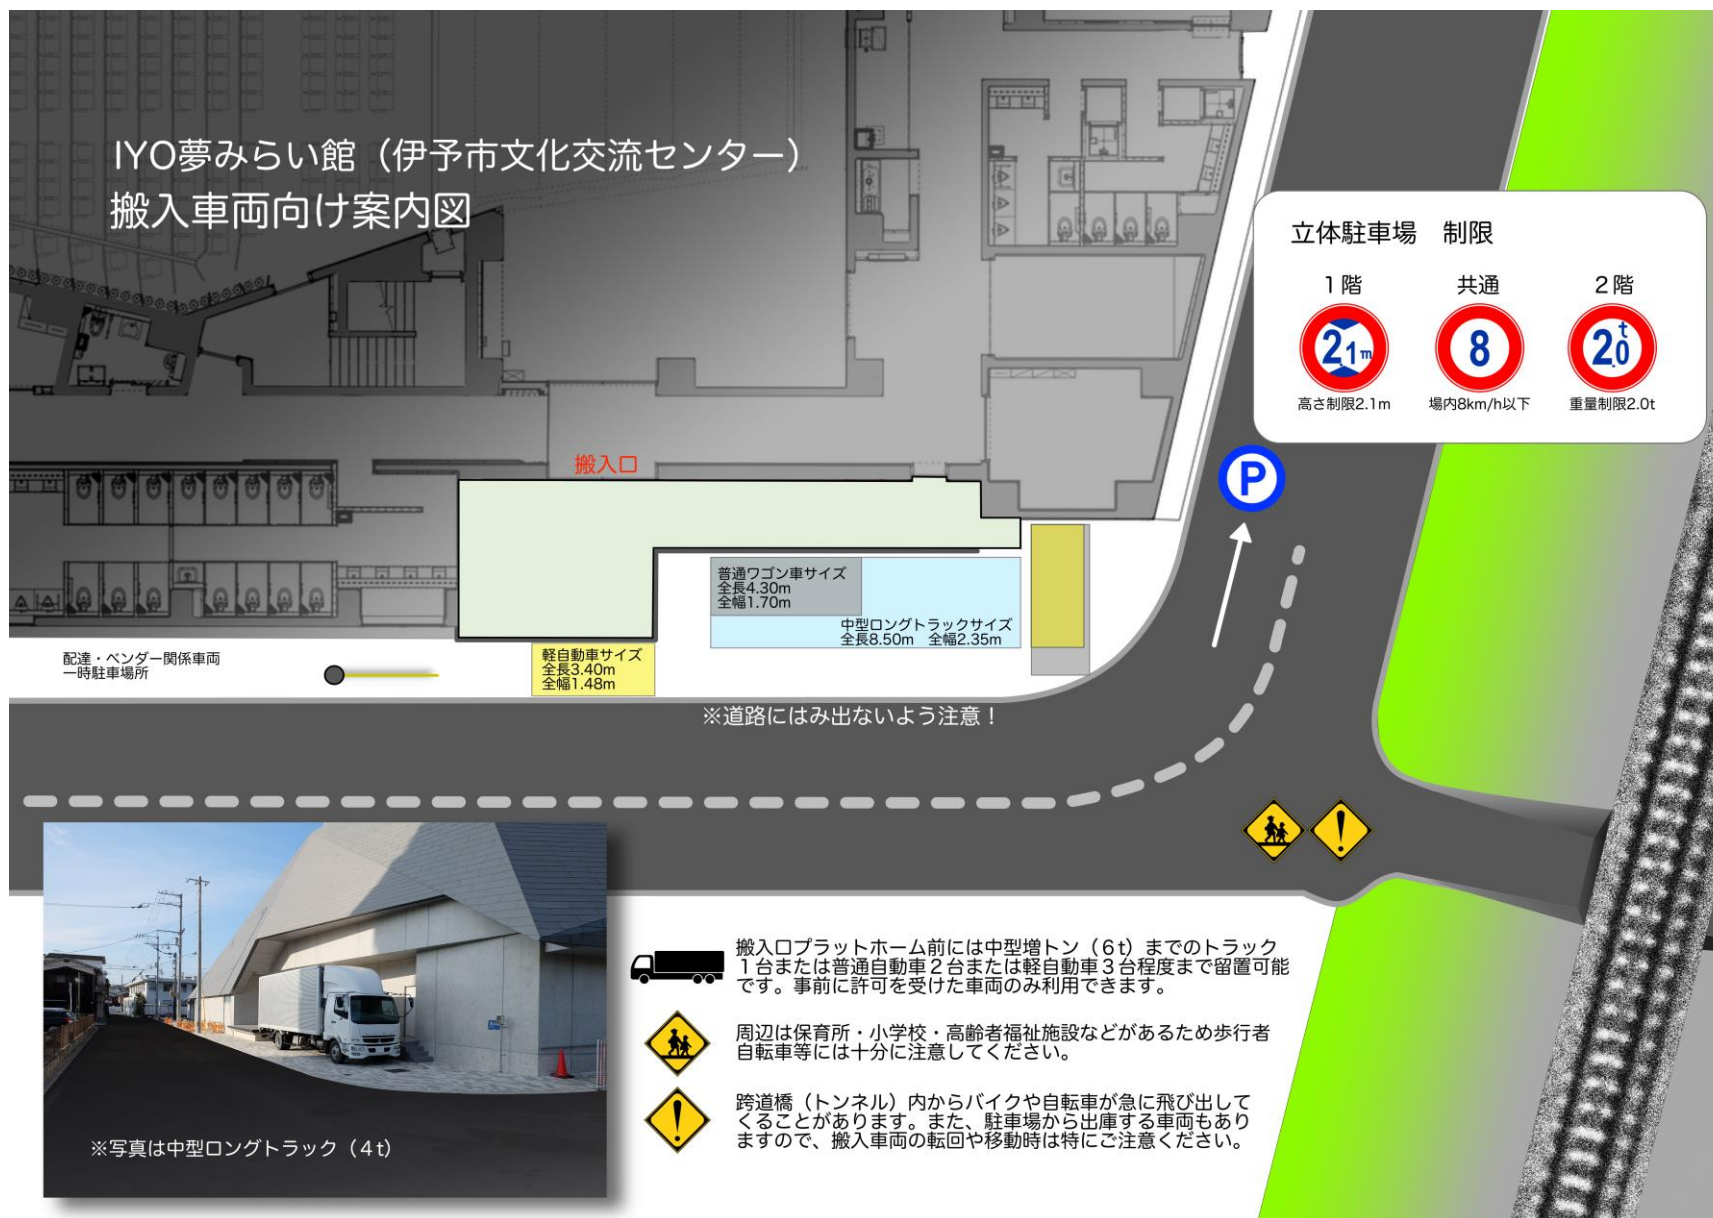 IYO夢みらい館（伊予市文化交流センター）
搬入車両向け案内図
立体駐車場　制限
1階
共通
2階
2.1m
8
2.0t
高さ制限2.1m
場内8km/h以下
重量制限2.0t
P
搬入口
普通ワゴン車サイズ
全長4.30m
全幅1.70m
中型ロングトラックサイズ
全長8.50m　全幅2.35m
軽自動車サイズ
全長3.40m
全幅1.48m
配達・ベンダー関係車両
一時駐車場所
※道路にはみ出ないよう注意！
搬入口プラットホーム前には中型増トン（6t）までのトラック
1台または普通自動車2台または軽自動車3台程度まで留置可能
です。事前に許可を受けた車両のみ利用できます。
周辺は保育所・小学校・高齢者福祉施設などがあるため歩行者
自転車等には十分に注意してください。
跨道橋（トンネル）内からバイクや自転車が急に飛び出して
くることがあります。また、駐車場から出庫する車両もあり
ますので、搬入車両の転回や移動時は特にご注意ください。
※写真は中型ロングトラック（4t）